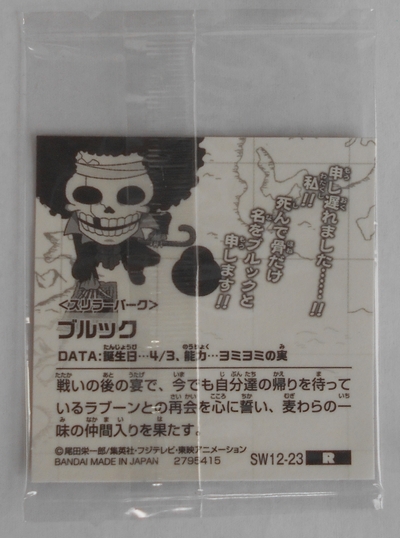 申し遅れました……!!
私!!
死んで骨だけ
名をブルックと
申します!!
<スリラーバーク>
ブルック
DATA:誕生日…4/3、能力…ヨミヨミの実
戦いの後の宴で、今でも自分達の帰りを待って
いるラブーンとの再会を心に誓い、麦わらの一
味の仲間入りを果たす。
©尾田栄一郎/集英社・フジテレビ・東映アニメーション
BANDAI MADE IN JAPAN 2795415 SW12-23 R